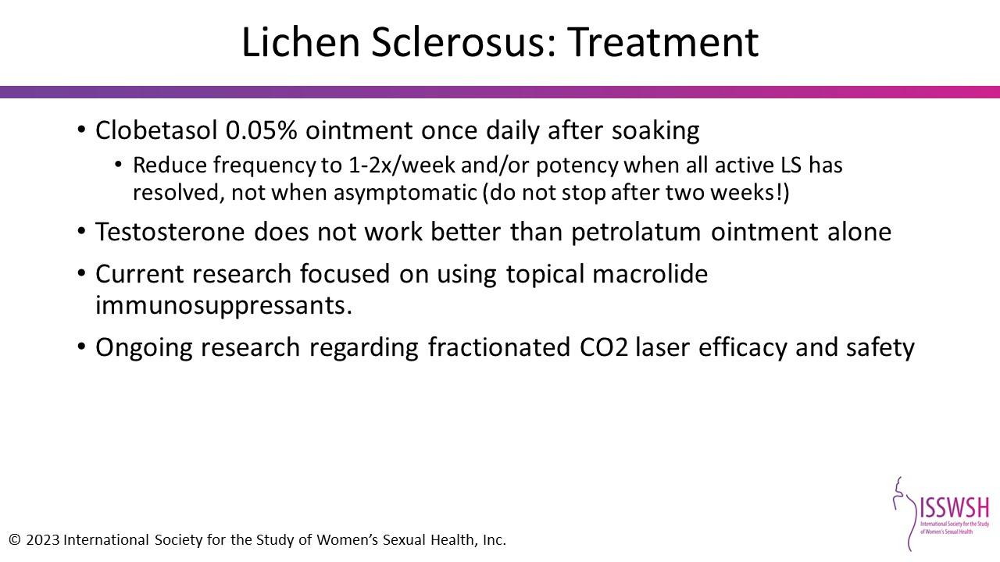 Lichen Sclerosus: Treatment
• Clobetasol 0.05% ointment once daily after soaking
• Reduce frequency to 1-2x/week and/or potency when all active LS has
resolved, not when asymptomatic (do not stop after two weeks!)
• Testosterone does not work better than petrolatum ointment alone
• Current research focused on using topical macrolide
immunosuppressants.
• Ongoing research regarding fractionated CO2 laser efficacy and safety
ISSWSH
International Society for the Study
of Women's Sexual Health
© 2023 International Society for the Study of Women’s Sexual Health, Inc.